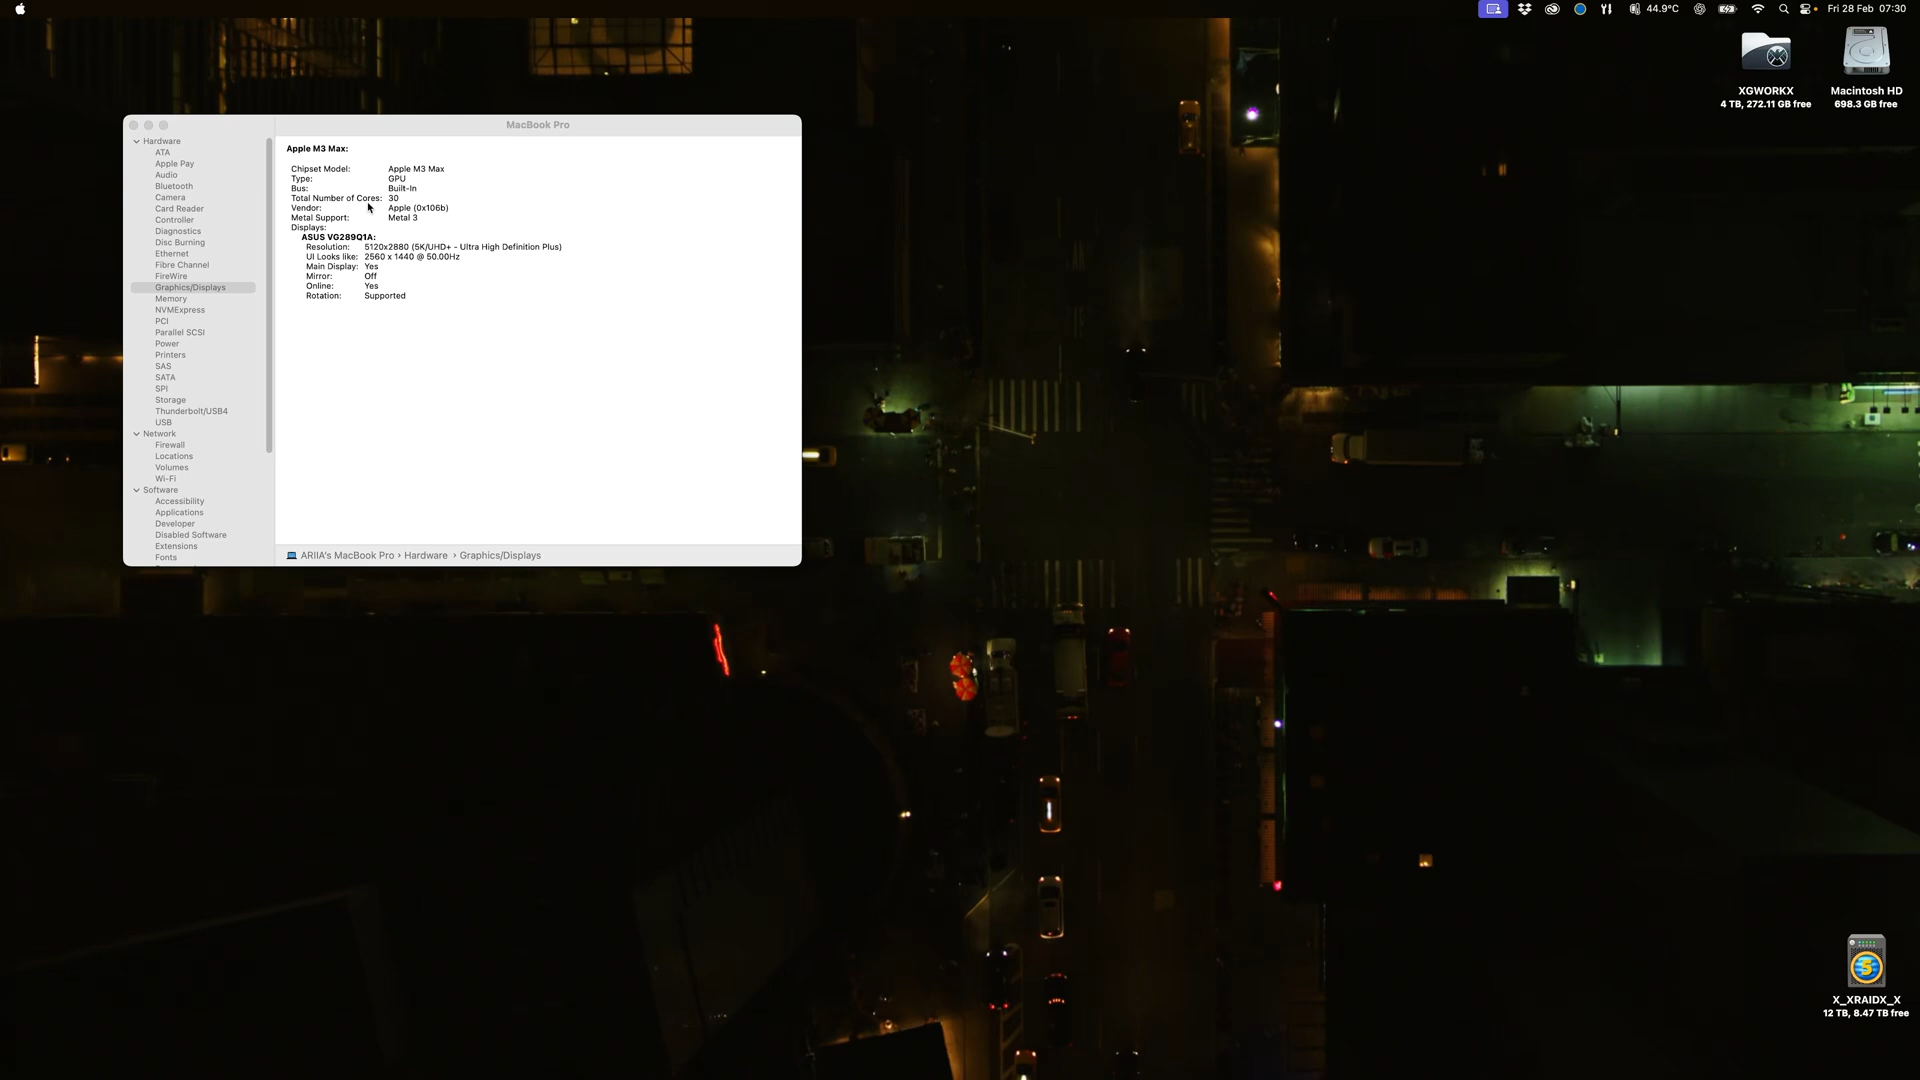 44.9°C
Fri 28 Feb 07:30
XGWORKX
4 TB, 272.11 GB free
Macintosh HD
698.3 GB free
MacBook Pro
Hardware
ATA
Apple Pay
Audio
Bluetooth
Camera
Card Reader
Controller
Diagnostics
Disc Burning
Ethernet
Fibre Channel
FireWire
Graphics/Displays
Memory
NVMExpress
PCI
Parallel SCSI
Power
Printers
SAS
SATA
SPI
Storage
Thunderbolt/USB4
USB
Network
Firewall
Locations
Volumes
Wi-Fi
Software
Accessibility
Applications
Developer
Disabled Software
Extensions
Fonts
Apple M3 Max:
Chipset Model: Apple M3 Max
Type: GPU
Bus: Built-In
Total Number of Cores: 30
Vendor: Apple (0x106b)
Metal Support: Metal 3
Displays:
ASUS VG289Q1A:
Resolution: 5120x2880 (5K/UHD+ - Ultra High Definition Plus)
UI Looks like: 2560 x 1440 @ 50.00Hz
Main Display: Yes
Mirror: Off
Online: Yes
Rotation: Supported
ARIIA's MacBook Pro › Hardware › Graphics/Displays
S
X_XRAIDX_X
12 TB, 8.47 TB free